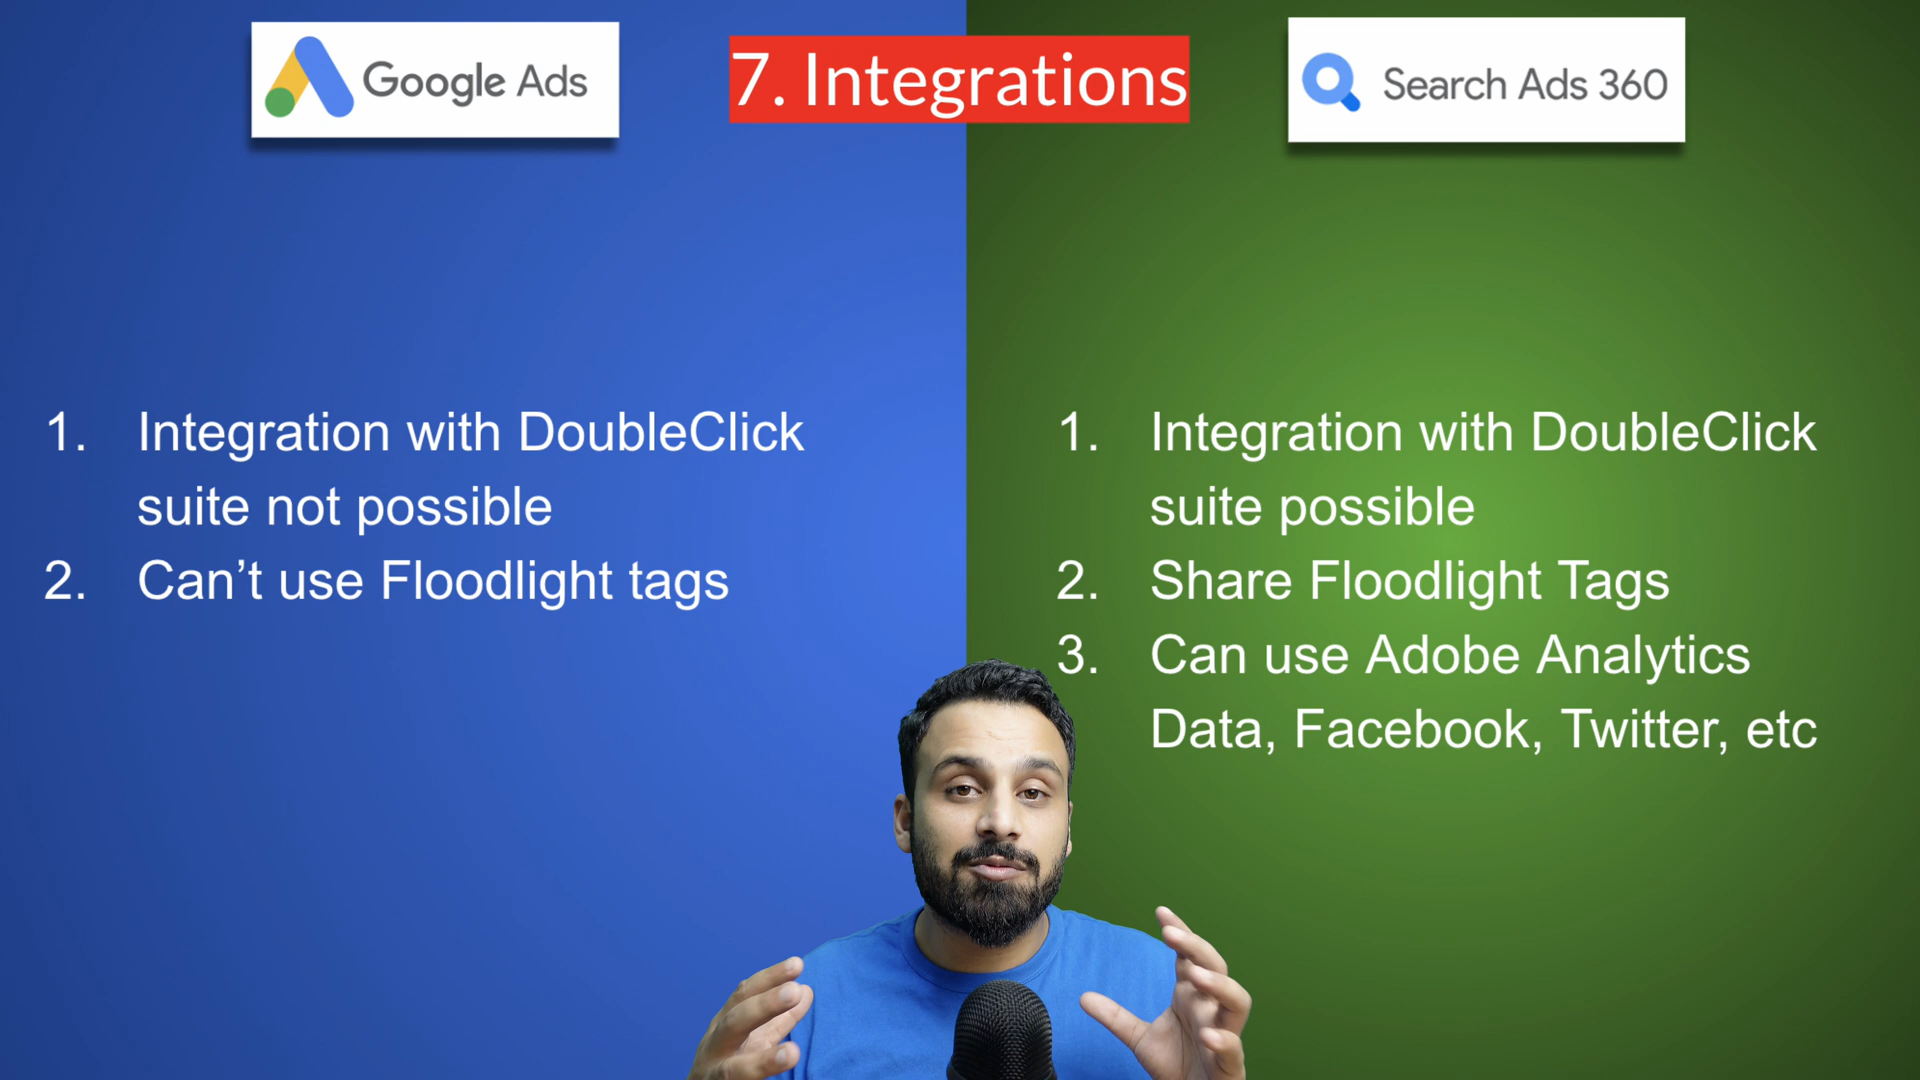 Google Ads
7. Integrations
Search Ads 360
1. Integration with DoubleClick
suite not possible
2. Can’t use Floodlight tags
1. Integration with DoubleClick
suite possible
2. Share Floodlight Tags
3. Can use Adobe Analytics
Data, Facebook, Twitter, etc